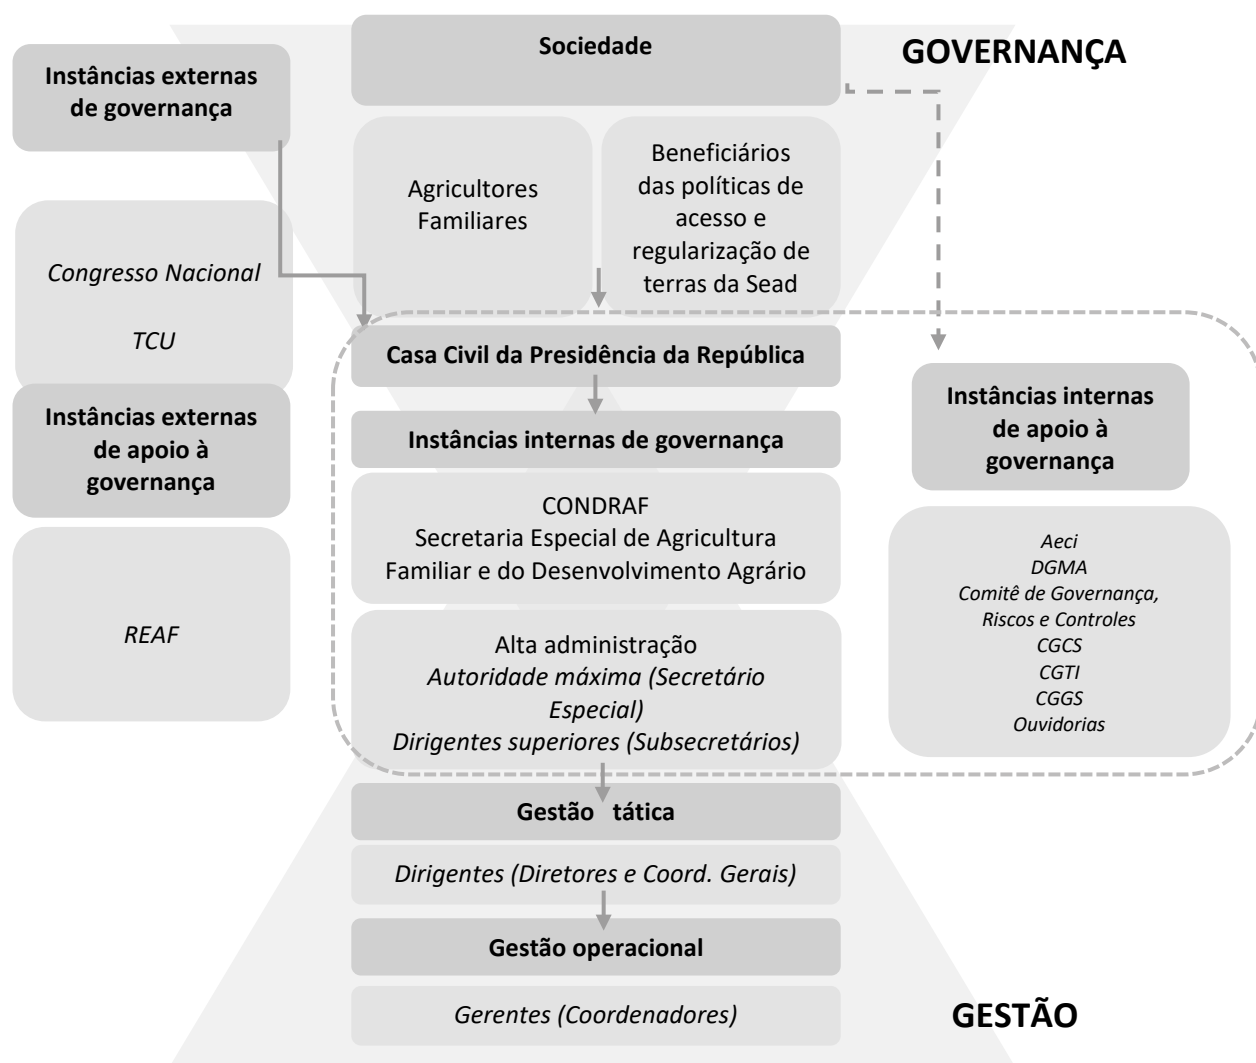 Sociedade
GOVERNANÇA
Instâncias externas
de governança
Agricultores
Familiares
Beneficiários
das políticas de
acesso e
regularização de
terras da Sead
Congresso Nacional
TCU
Casa Civil da Presidência da República
Instâncias externas
de apoio à
governança
Instâncias internas de governança
Instâncias internas
de apoio à
governança
CONDRAF
Secretaria Especial de Agricultura
Familiar e do Desenvolvimento Agrário
REAF
Alta administração
Autoridade máxima (Secretário
Especial)
Dirigentes superiores (Subsecretários)
Aeci
DGMA
Comitê de Governança,
Riscos e Controles
CGCS
CGTI
CGGS
Ouvidorias
Gestão tática
Dirigentes (Diretores e Coord. Gerais)
Gestão operacional
Gerentes (Coordenadores)
GESTÃO